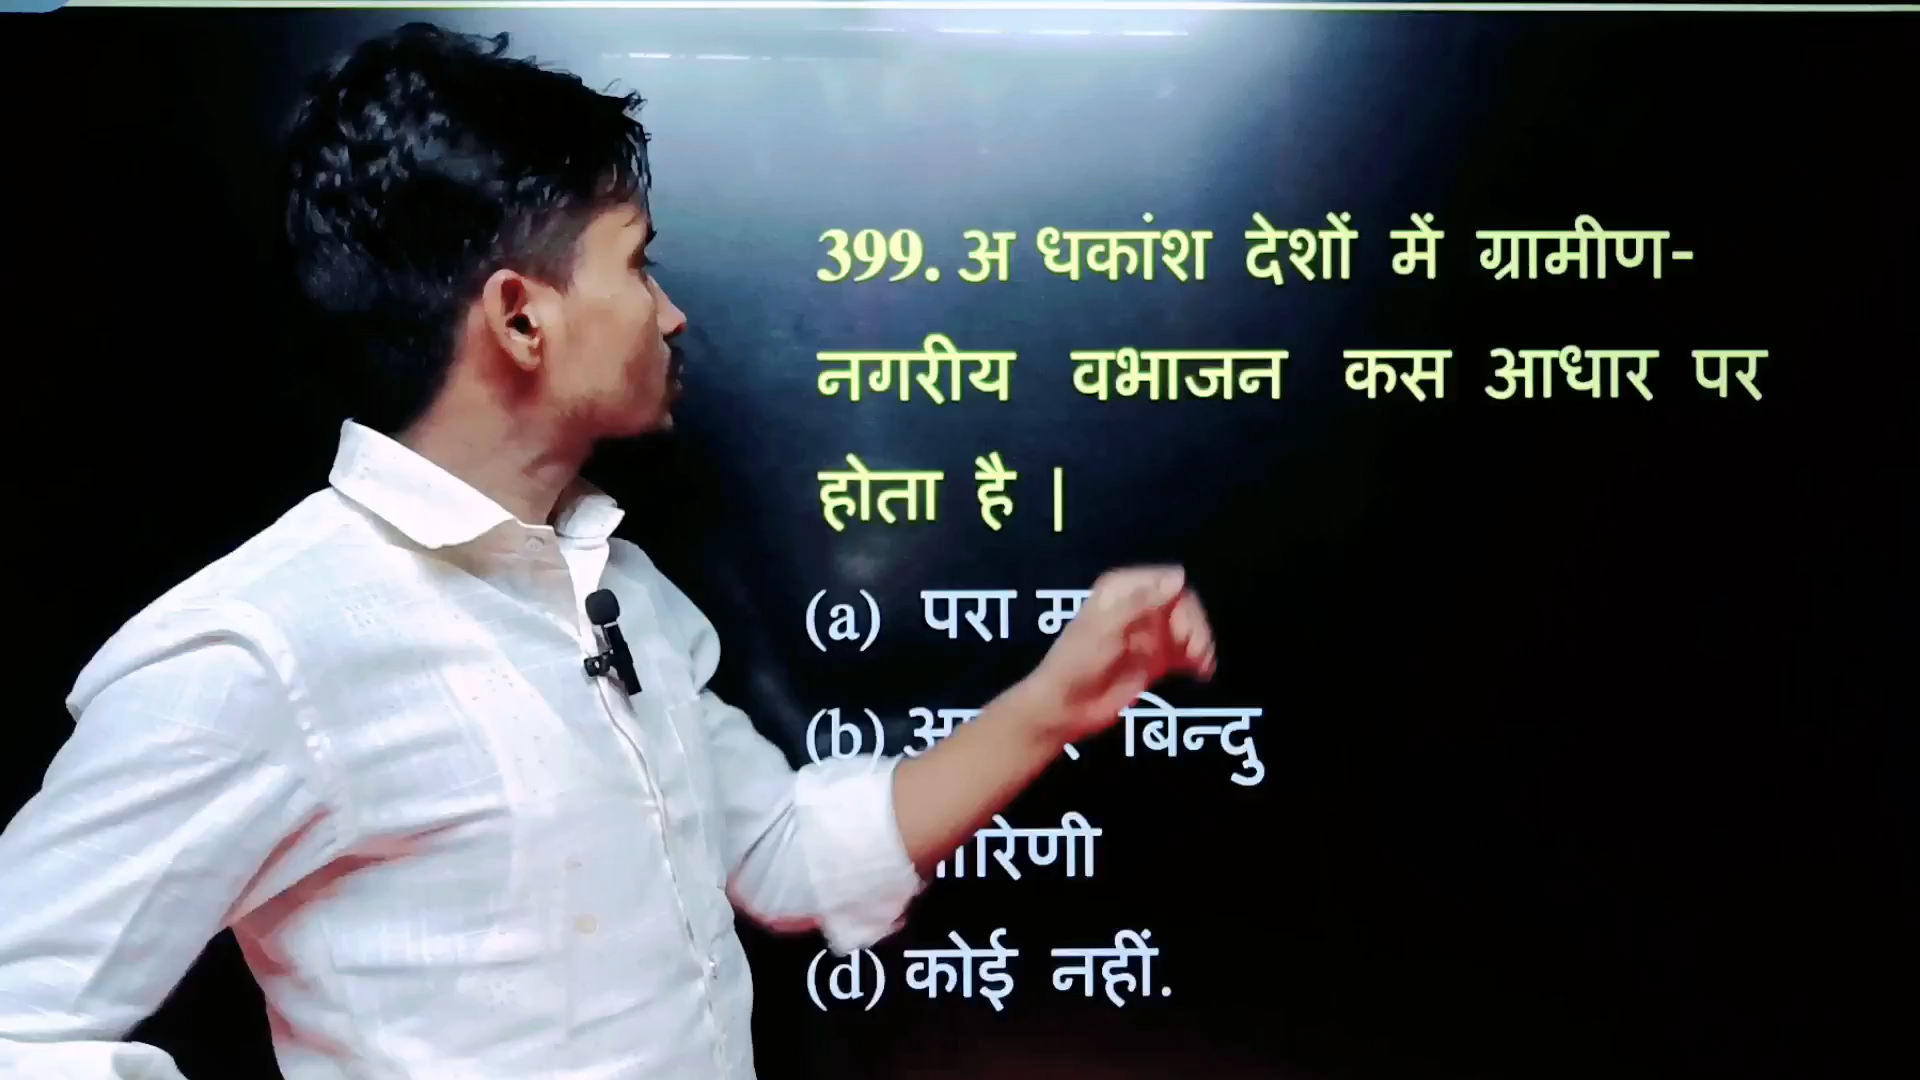 399. अ धकांश देशों में ग्रामीण-
नगरीय वभाजन कस आधार पर
होता है |
(a) परा
(b) बिन्दु
(d) कोई नहीं.